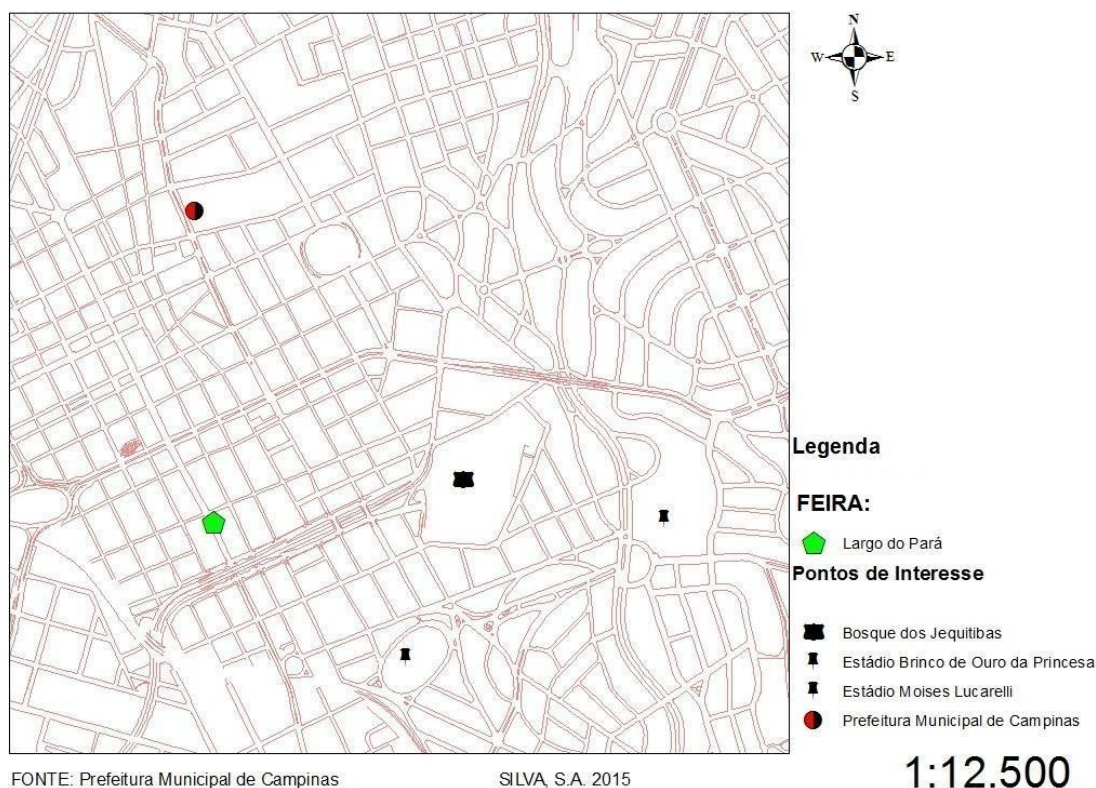 N
W E
S
Legenda
FEIRA:
Largo do Pará
Pontos de Interesse
Bosque dos Jequitibas
Estádio Brinco de Ouro da Princesa
Estádio Moises Lucarelli
Prefeitura Municipal de Campinas
FONTE: Prefeitura Municipal de Campinas SILVA, S.A. 2015 1:12.500